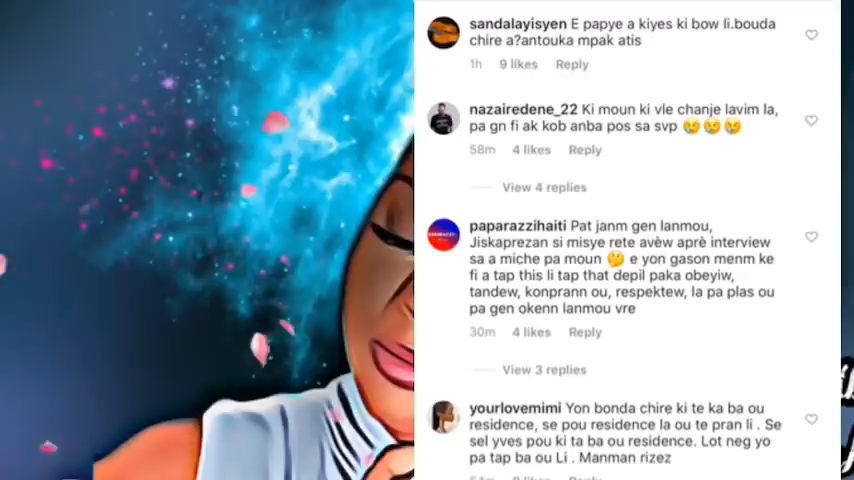 sandalayisyen E papye a kiyes ki bow li.bouda
chire a?antouka mpak atis
1h 9 likes Reply
nazairedene_22 Ki moun ki vle chanje lavim la,
pa gn fi ak kob anba pos sa svp 😢😢😢
58m 4 likes Reply
View 4 replies
paparazzihaiti Pat janm gen lanmou,
Jiskaprezan si misye rete avèw aprè interview
sa a miche pa moun 🤔 e yon gason menm ke
fi a tap this li tap that depil paka obeyiw,
tandew, konprann ou, respektew, la pa plas ou
pa gen okenn lanmou vre
30m 4 likes Reply
View 3 replies
yourlovemimi Yon bonda chire ki te ka ba ou
residence, se pou residence la ou te pran li . Se
sel yves pou ki ta ba ou residence. Lot neg yo
pa tap ba ou Li . Manman rizez